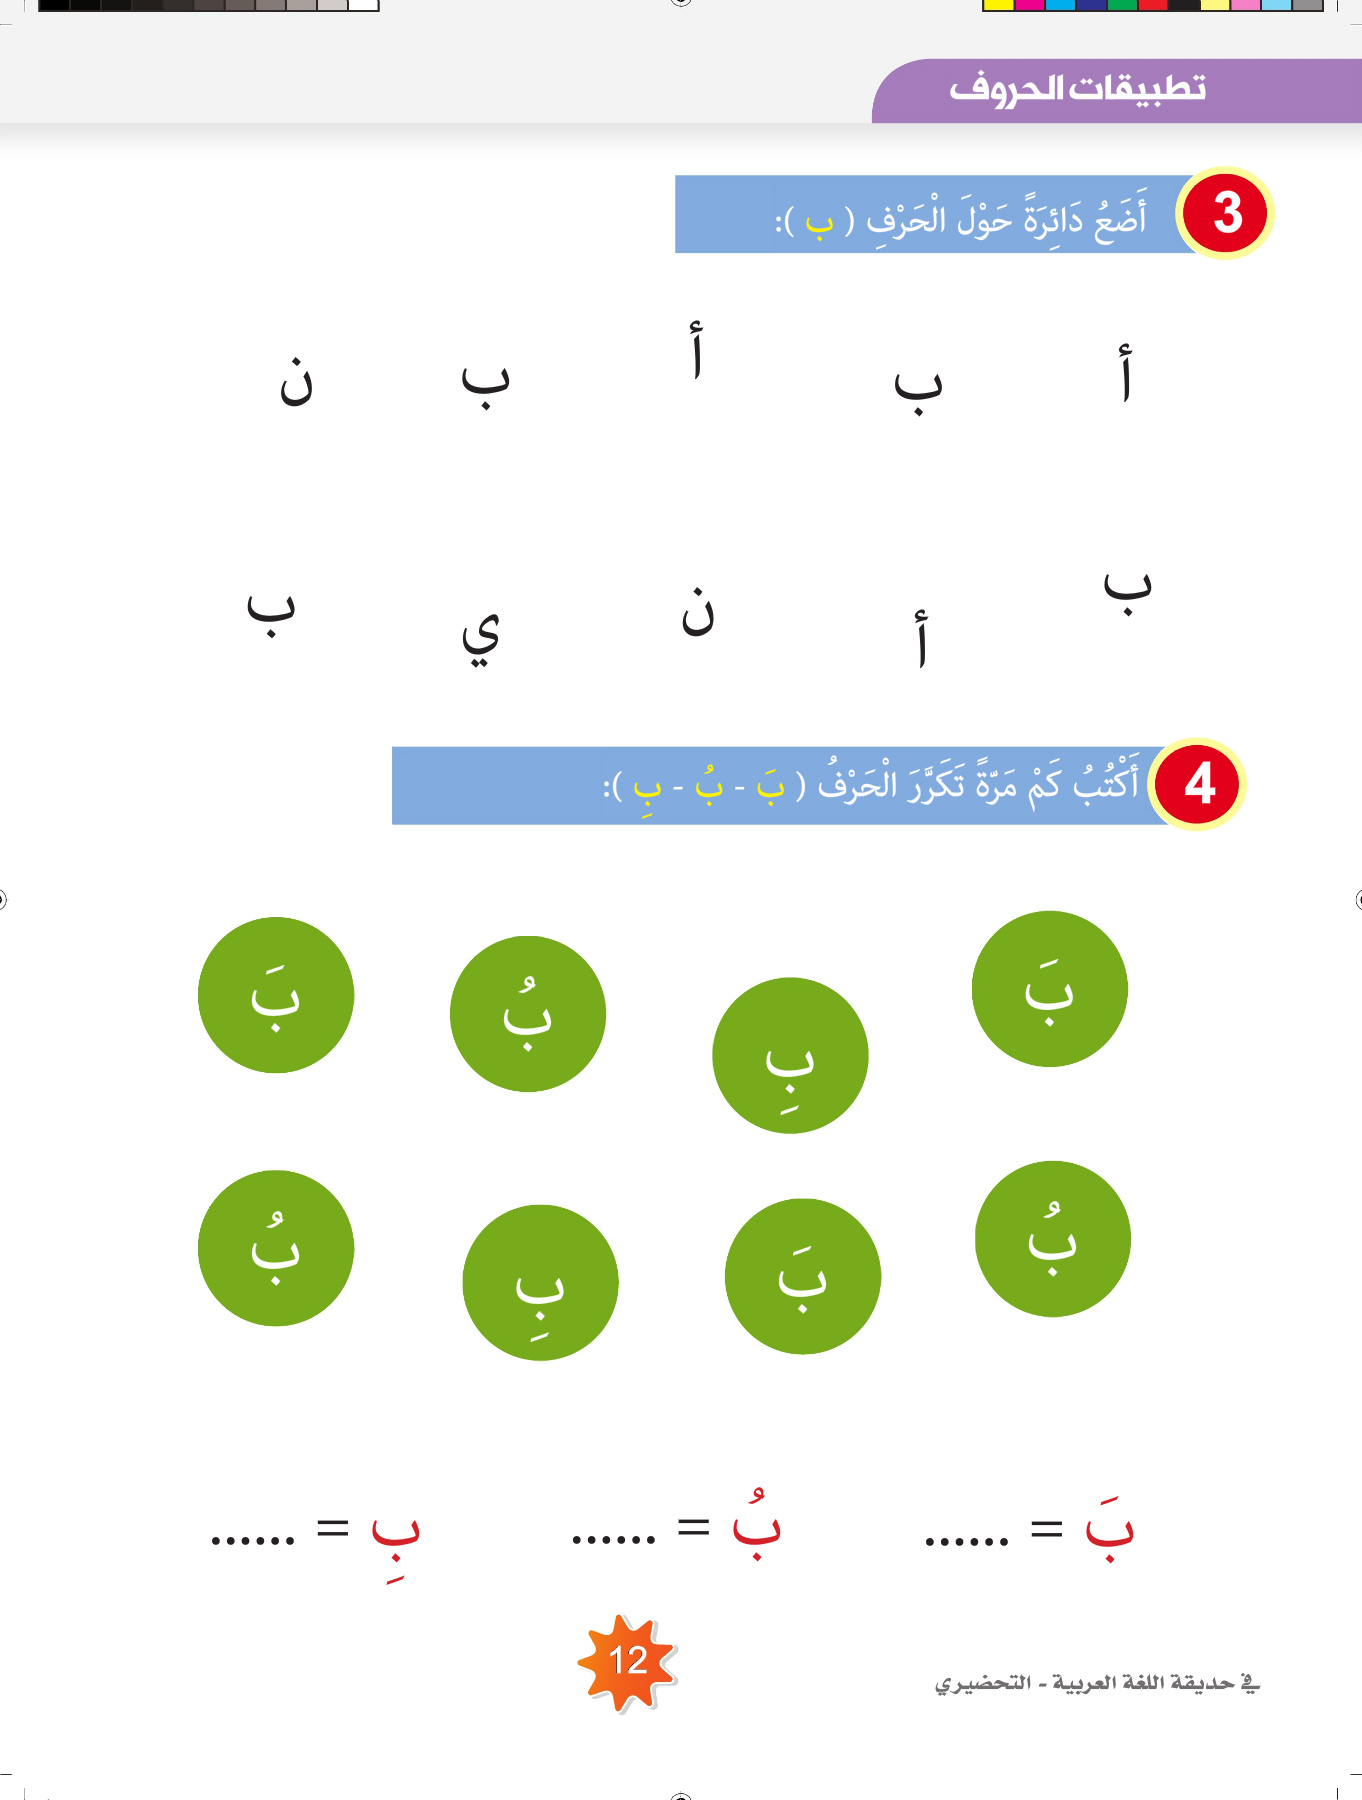 تطبيقات الحروف
3 أَضَعُ دَائِرَةً حَوْلَ الْحَرْفِ ( ب ):
أ ب أ ب ن
ب أ ن ي ب
4 أَكْتُبُ كَمْ مَرّةً تَكَرَّرَ الْحَرْفُ ( بَ - بُ - بِ ):
بَ بِ بُ بَ
بُ بَ بِ بُ
بَ = ...... بُ = ...... بِ = ......
12
في حديقة اللغة العربية - التحضيري